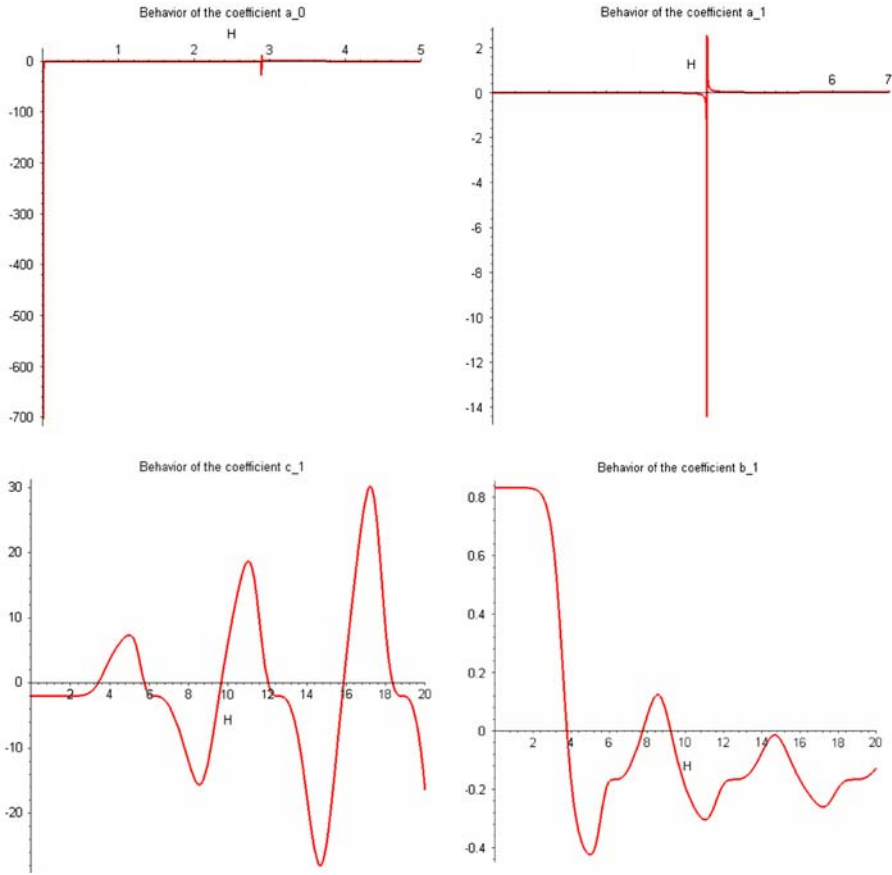 Behavior of the coefficient a_0
H
1 2 3 4 5
0
-100
-200
-300
-400
-500
-600
-700
Behavior of the coefficient a_1
2
H
6 7
0
-2
-4
-6
-8
-10
-12
-14
Behavior of the coefficient c_1
30
20
10
0
2 4 6 8 10 12 14 16 18 20
H
-10
-20
Behavior of the coefficient b_1
0.8
0.6
0.4
0.2
0
2 4 6 8 10 12 14 16 18 20
H
-0.2
-0.4